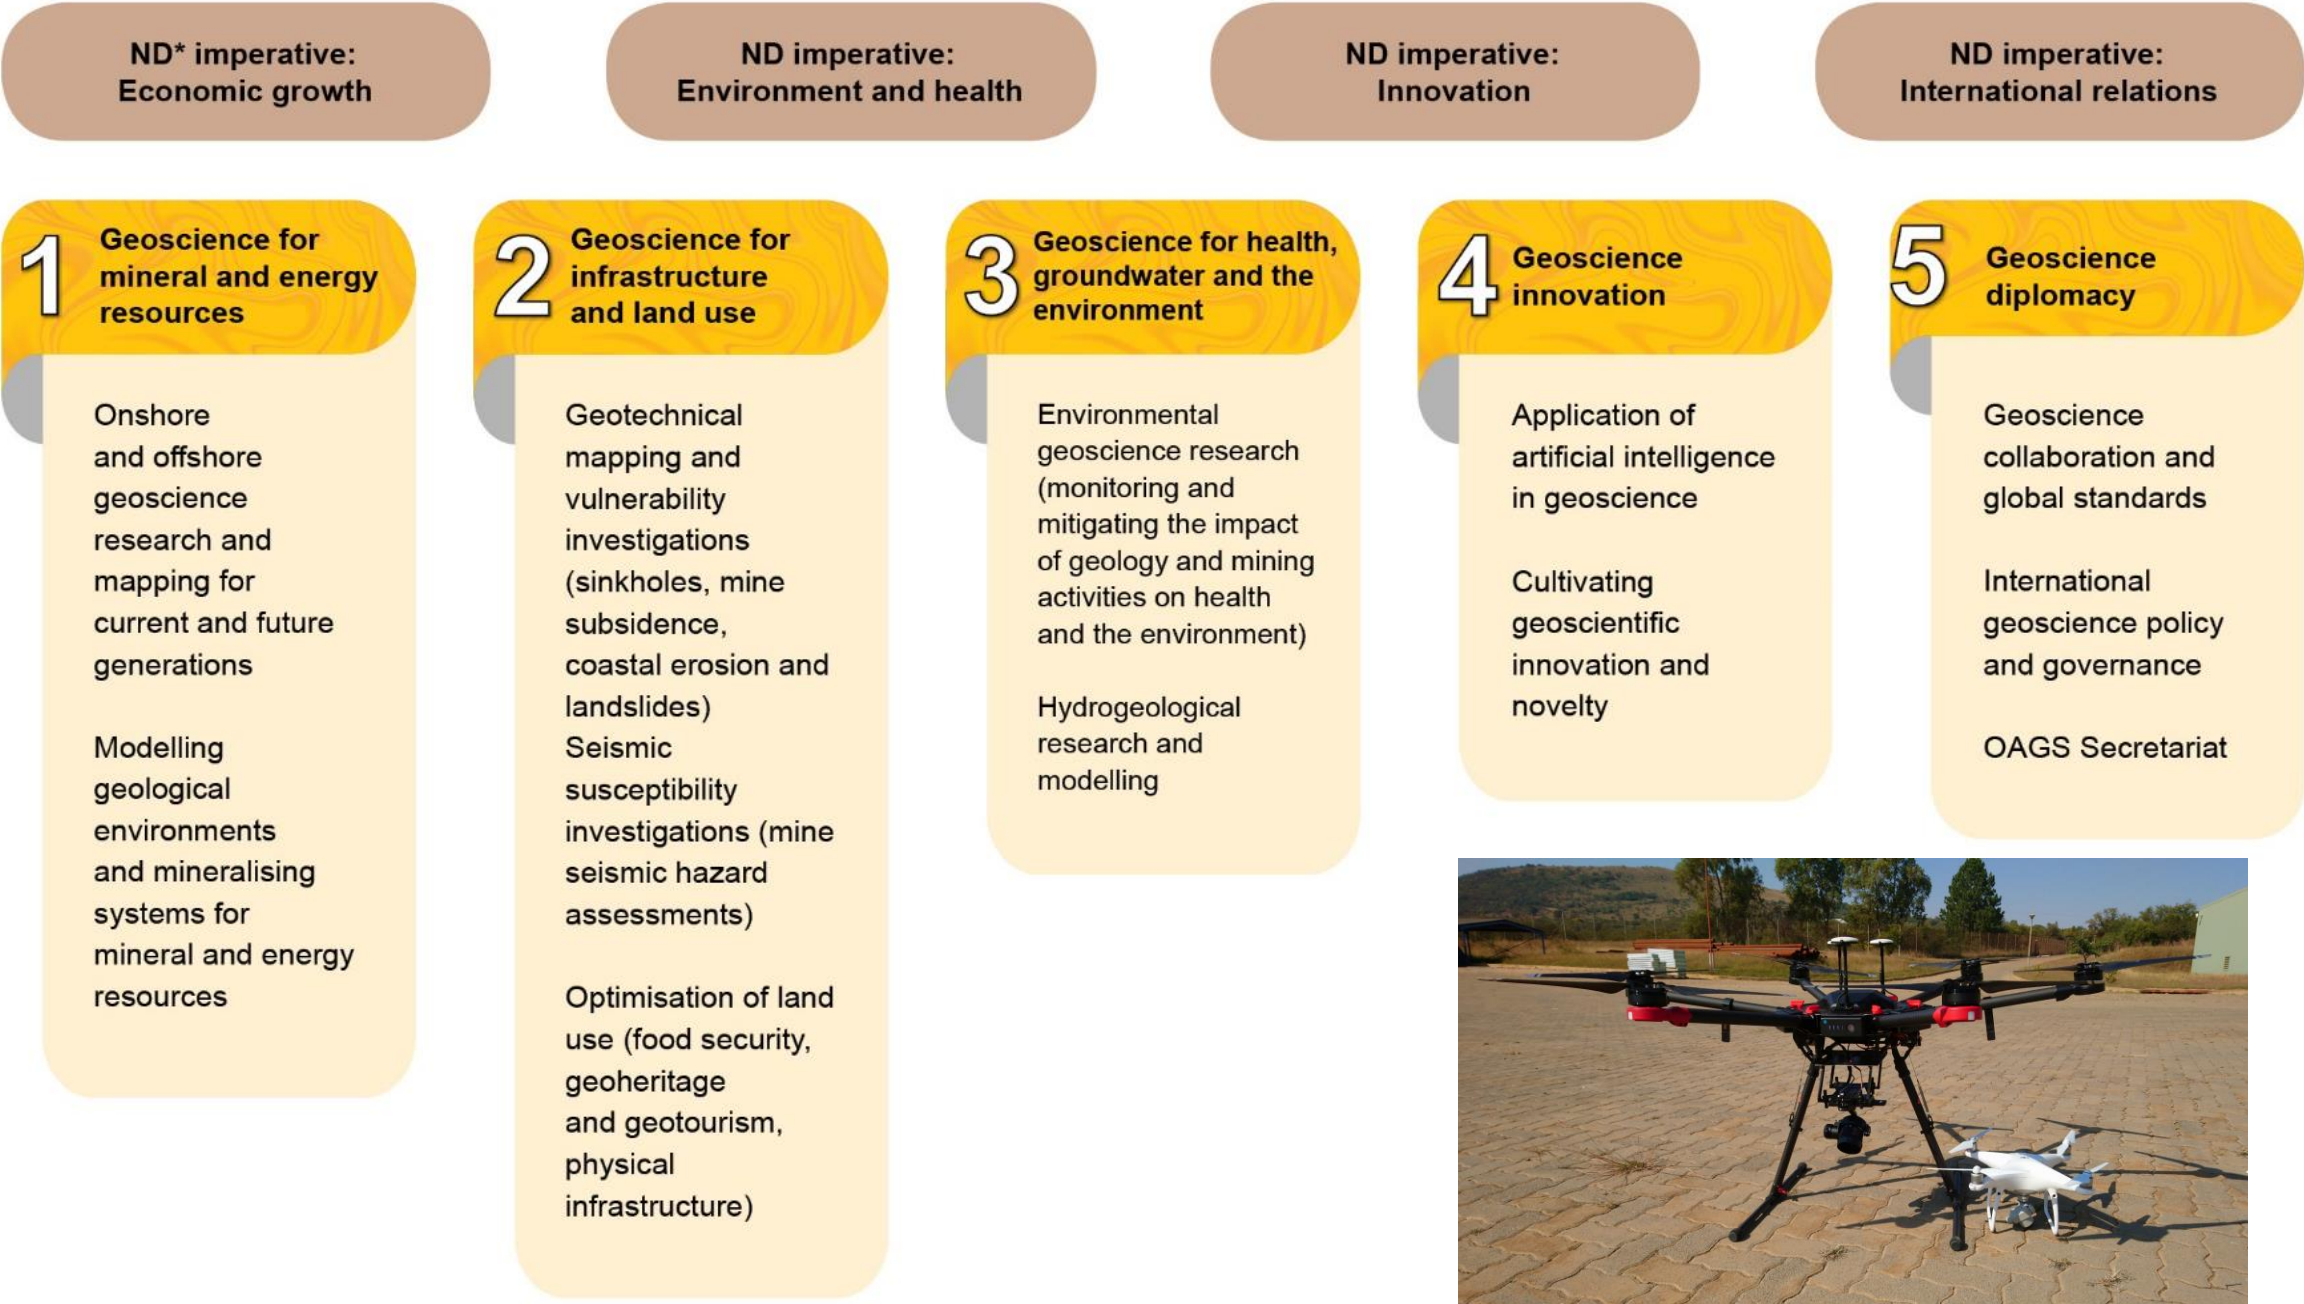 ND* imperative:
Economic growth
ND imperative:
Environment and health
ND imperative:
Innovation
ND imperative:
International relations
1
Geoscience for
mineral and energy
resources
Onshore
and offshore
geoscience
research and
mapping for
current and future
generations
Modelling
geological
environments
and mineralising
systems for
mineral and energy
resources
2
Geoscience for
infrastructure
and land use
Geotechnical
mapping and
vulnerability
investigations
(sinkholes, mine
subsidence,
coastal erosion and
landslides)
Seismic
susceptibility
investigations (mine
seismic hazard
assessments)
Optimisation of land
use (food security,
geoheritage
and geotourism,
physical
infrastructure)
3
Geoscience for health,
groundwater and the
environment
Environmental
geoscience research
(monitoring and
mitigating the impact
of geology and mining
activities on health
and the environment)
Hydrogeological
research and
modelling
4
Geoscience
innovation
Application of
artificial intelligence
in geoscience
Cultivating
geoscientific
innovation and
novelty
5
Geoscience
diplomacy
Geoscience
collaboration and
global standards
International
geoscience policy
and governance
OAGS Secretariat